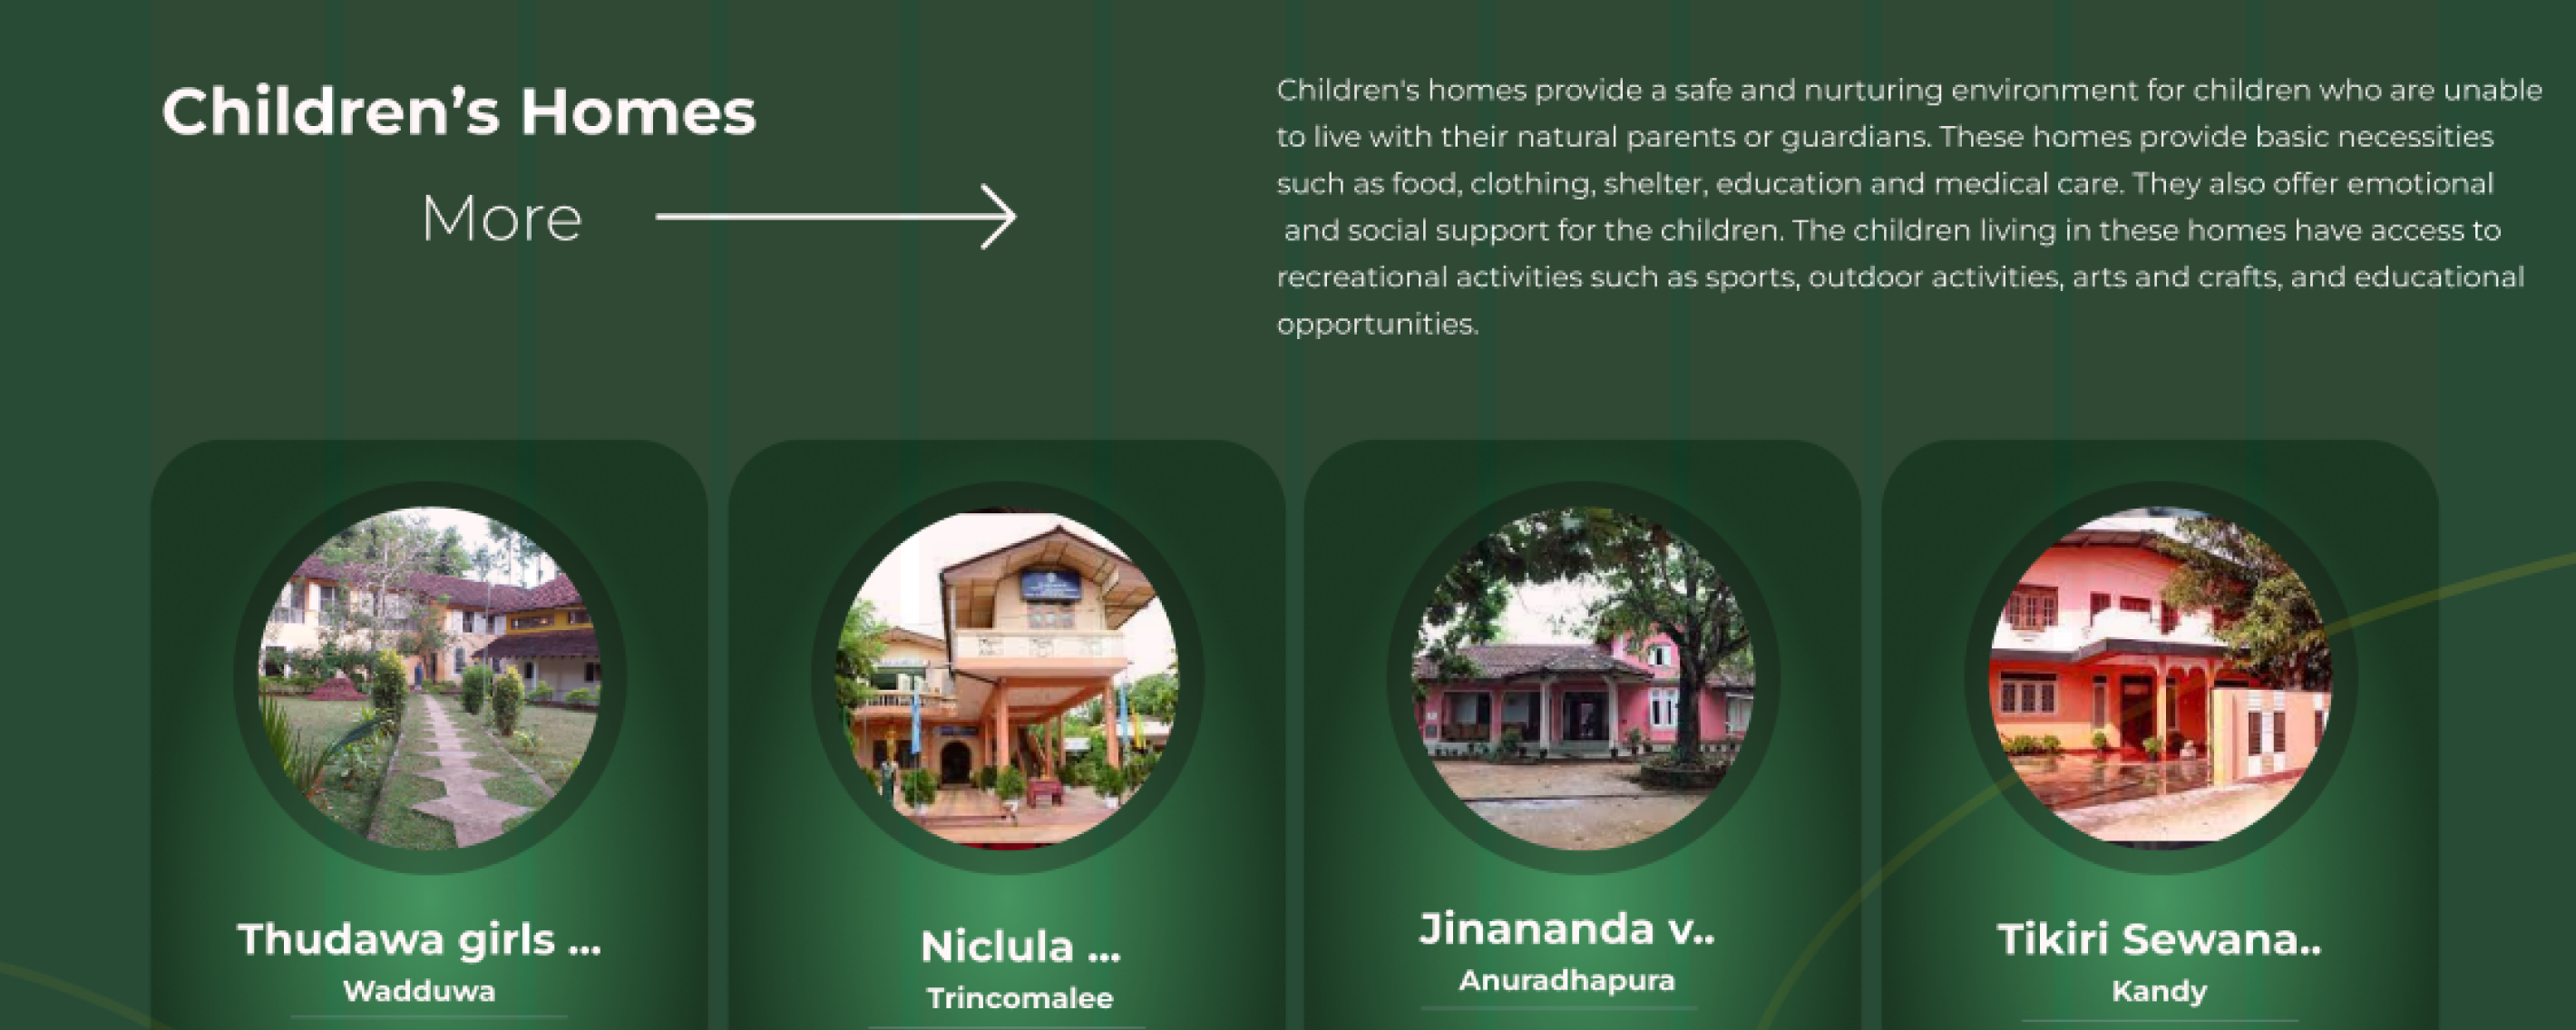 Children’s Homes
More
Children's homes provide a safe and nurturing environment for children who are unable
to live with their natural parents or guardians. These homes provide basic necessities
such as food, clothing, shelter, education and medical care. They also offer emotional
and social support for the children. The children living in these homes have access to
recreational activities such as sports, outdoor activities, arts and crafts, and educational
opportunities.
Thudawa girls ...
Wadduwa
Niclula ...
Trincomalee
Jinananda v..
Anuradhapura
Tikiri Sewana..
Kandy